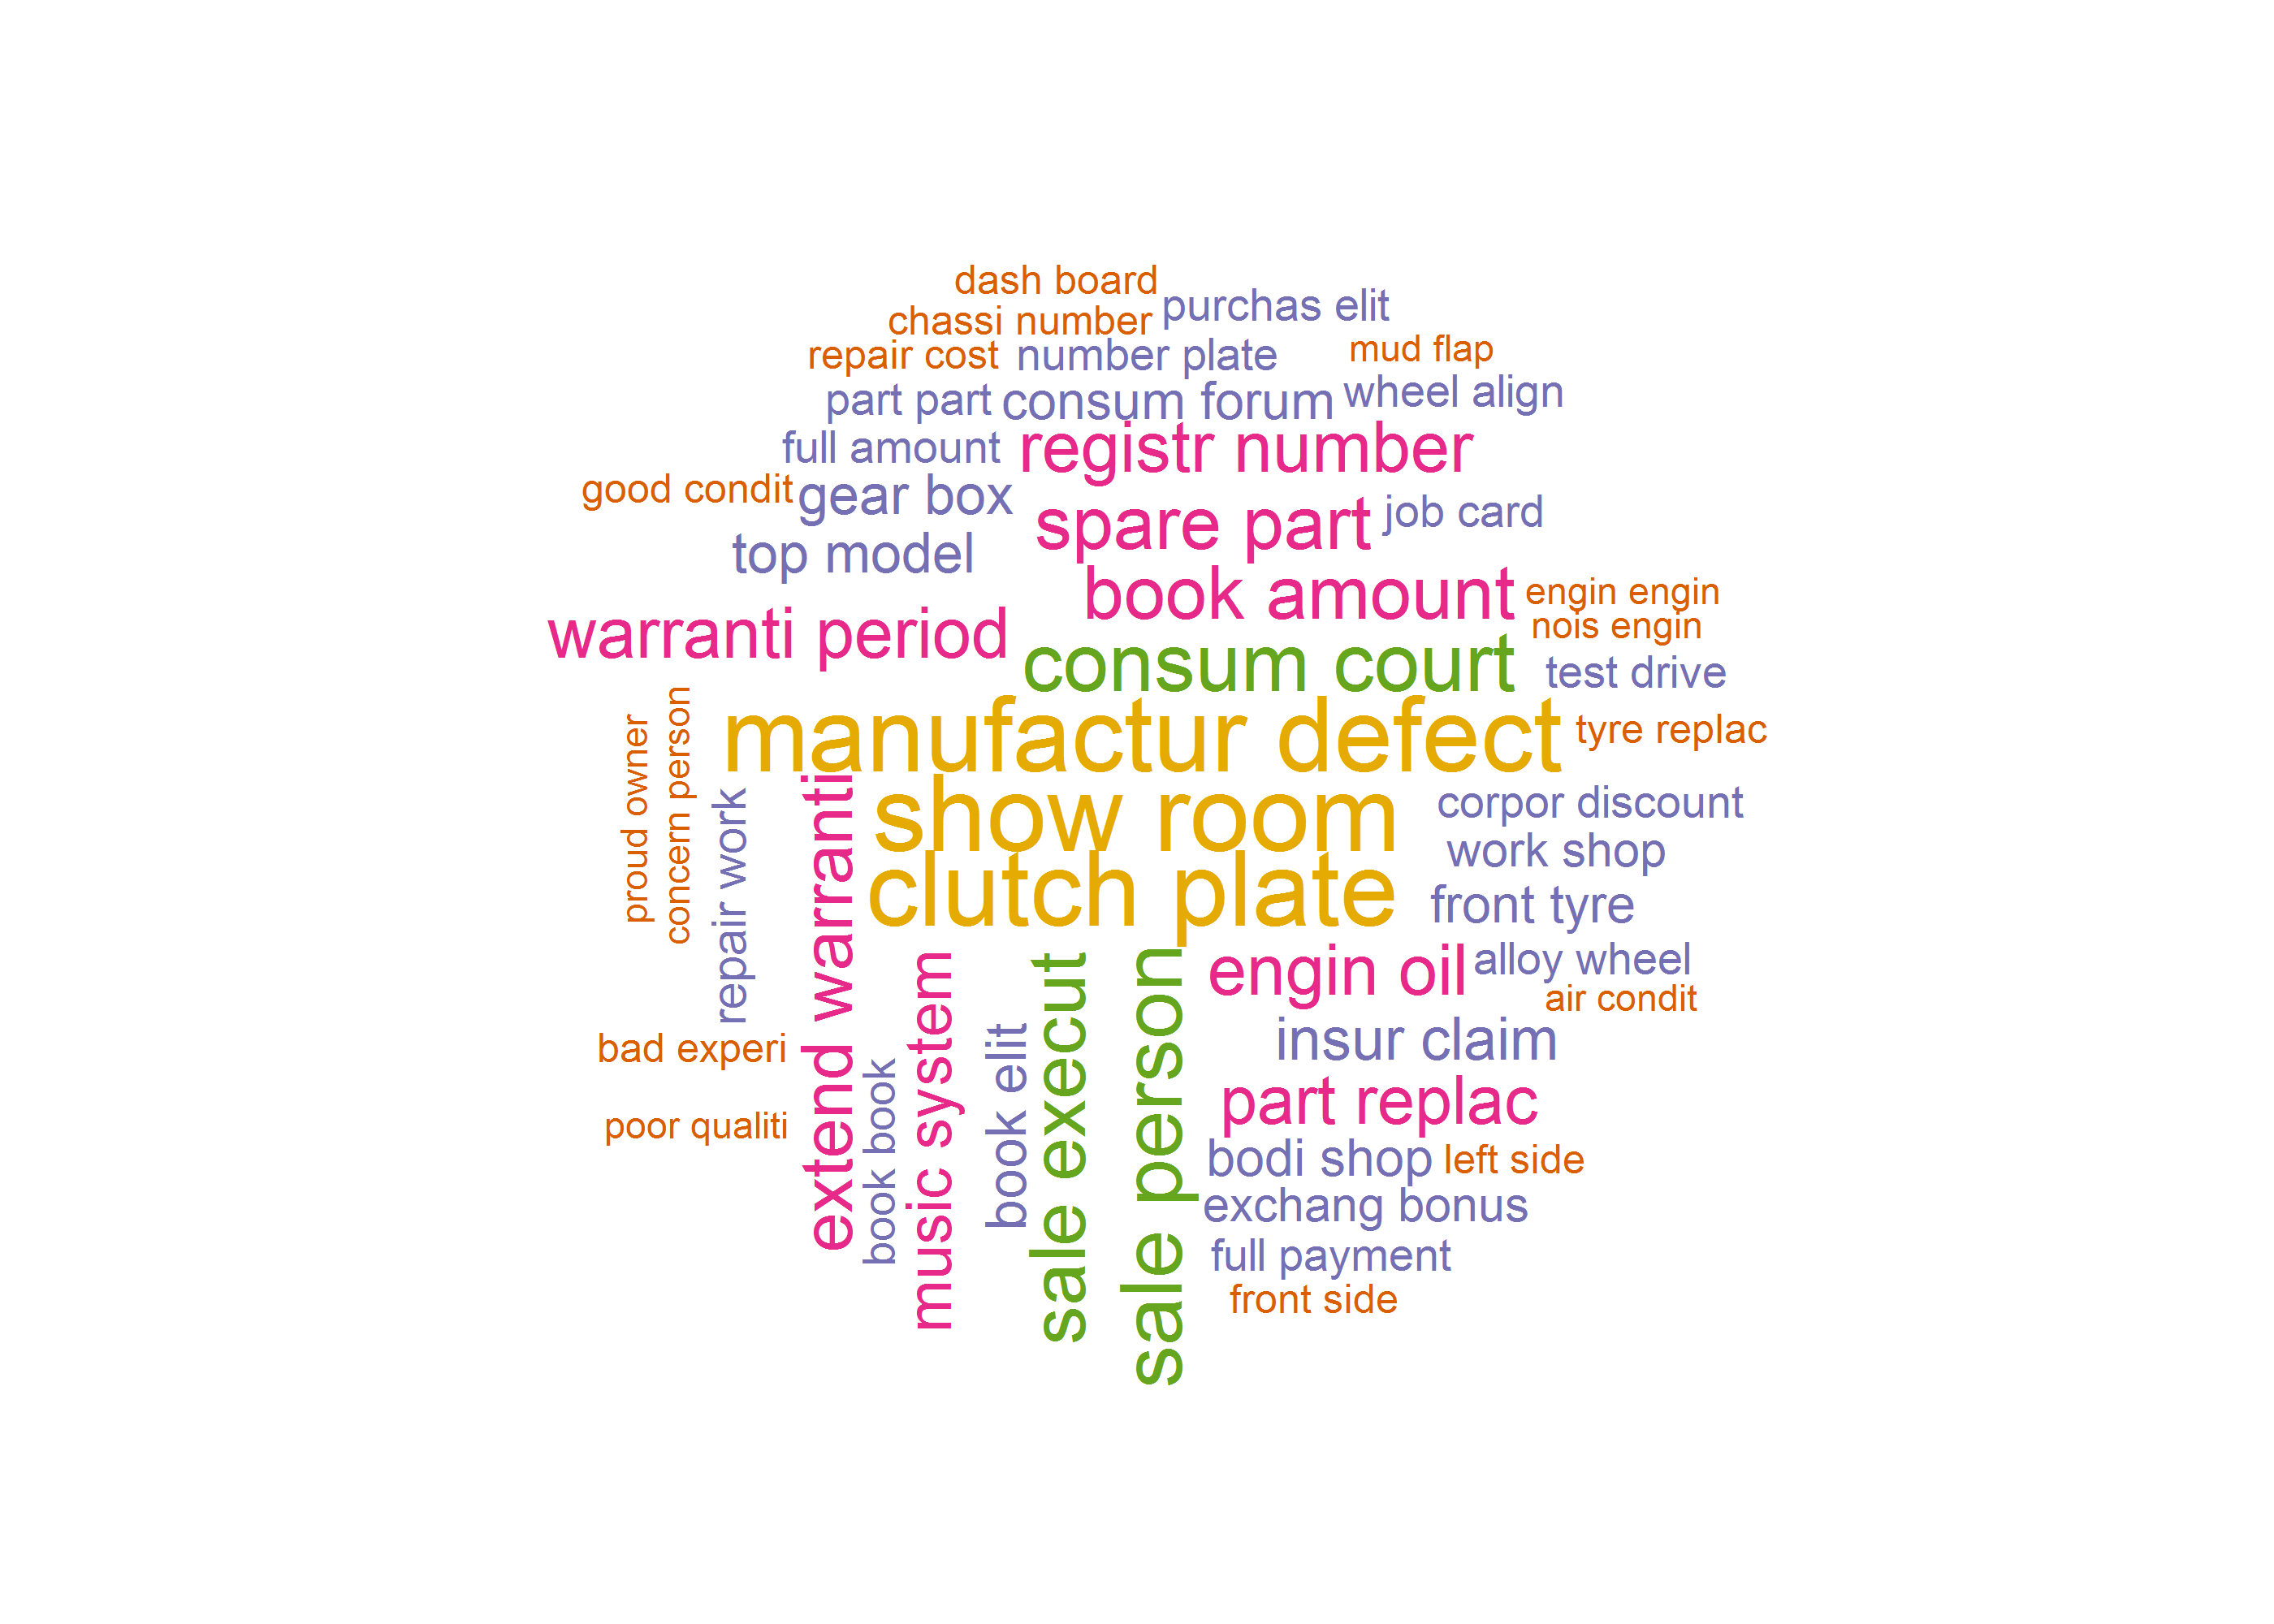 dash board
purchas elit
chassi number
repair cost
number plate
mud flap
part part
consum forum
wheel align
full amount
registr number
good condit
gear box
spare part
job card
top model
book amount
engin engin
nois engin
warranti period
consum court
test drive
manufactur defect
tyre replac
proud owner
concern person
repair work
extend warranti
show room
corpor discount
work shop
clutch plate
front tyre
engin oil
alloy wheel
air condit
bad experi
book book
music system
book elit
sale execut
sale person
insur claim
part replac
poor qualiti
bodi shop
left side
exchang bonus
full payment
front side